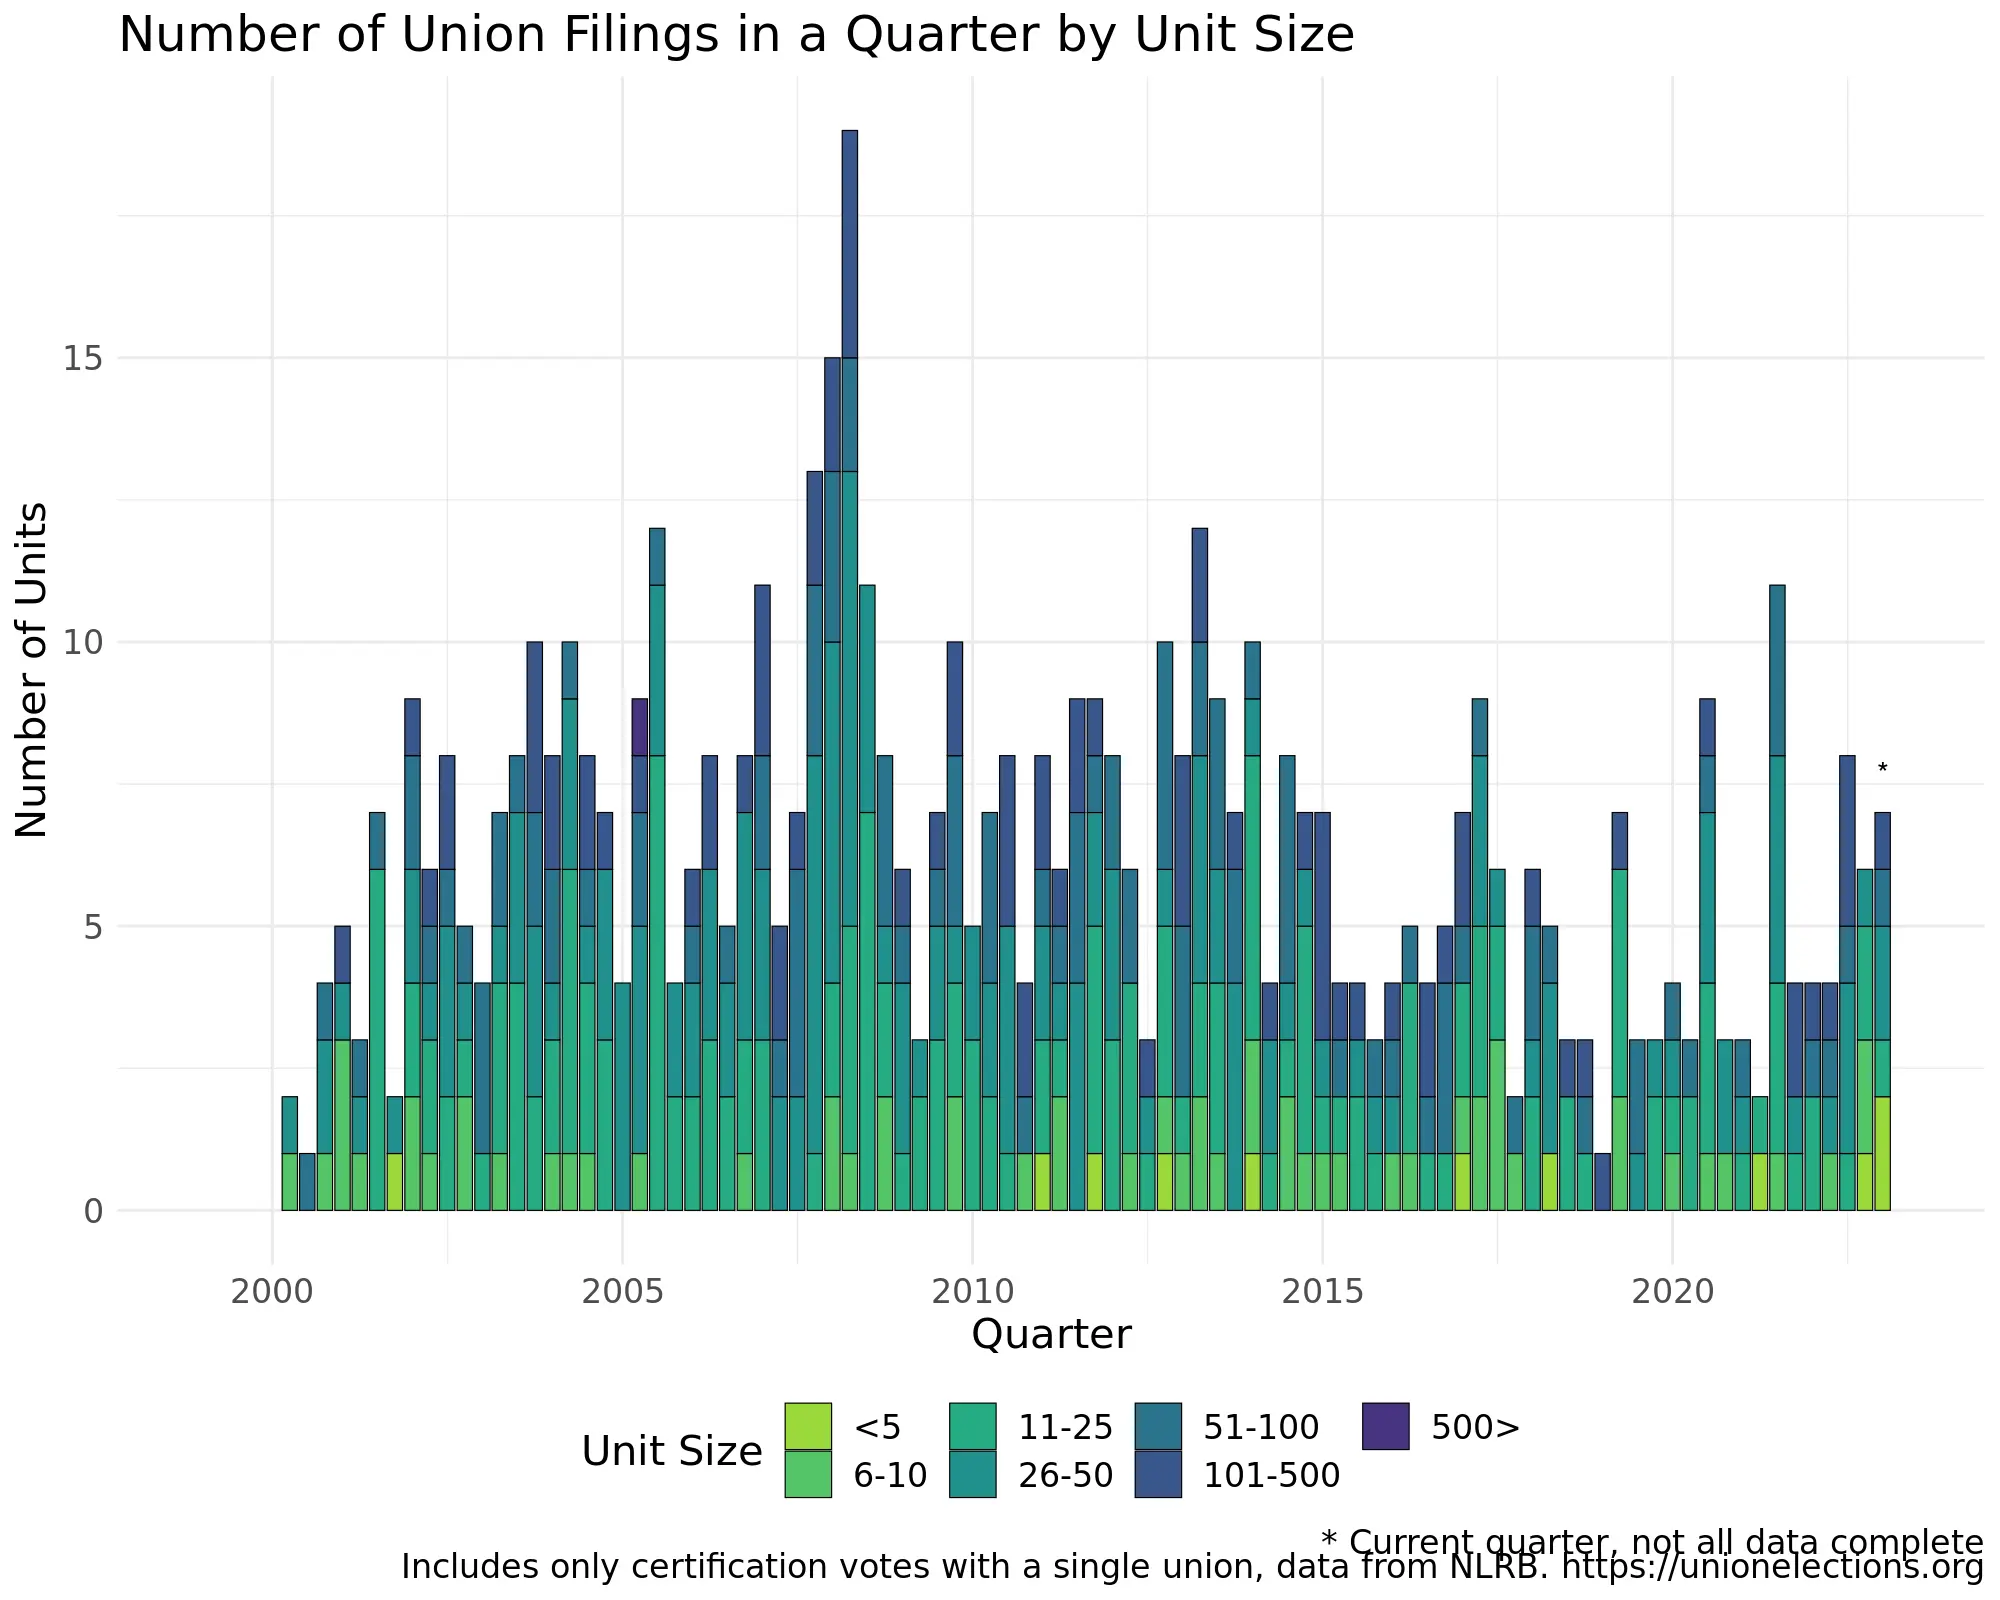 Number of Union Filings in a Quarter by Unit Size
Number of Units
15
10
5
0
*
2000 2005 2010 2015 2020
Quarter
Unit Size
<5 11-25 51-100 500>
6-10 26-50 101-500
* Current quarter, not all data complete
Includes only certification votes with a single union, data from NLRB. https://unionelections.org